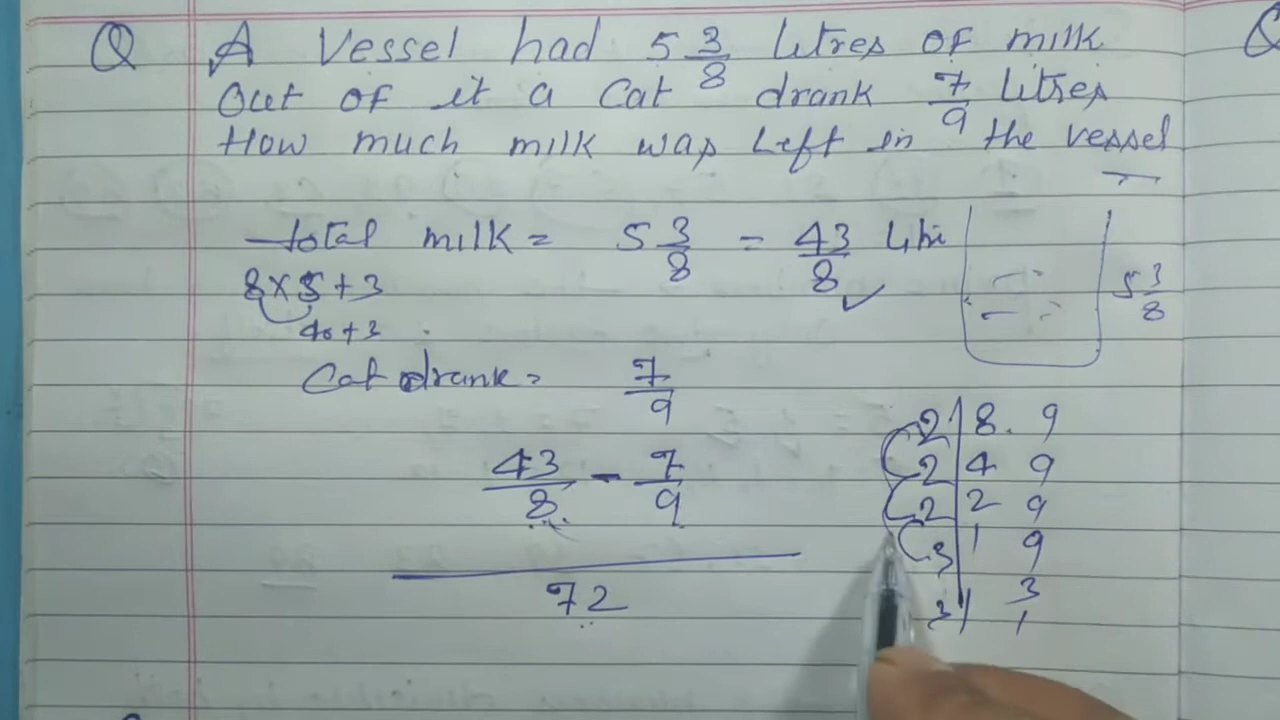 Q A Vessel had 5 3/8 litres of milk
Out of it a Cat drank 7/9 litres
How much milk was left in the vessel
total milk = 5 3/8 = 43/8
8 × 5 + 3
40 + 3
5 3/8
Cat drank = 7/9
43/8 - 7/9
72
2 | 8 . 9
2 | 4 9
2 | 2 9
3 | 1 9
3 | 3
1